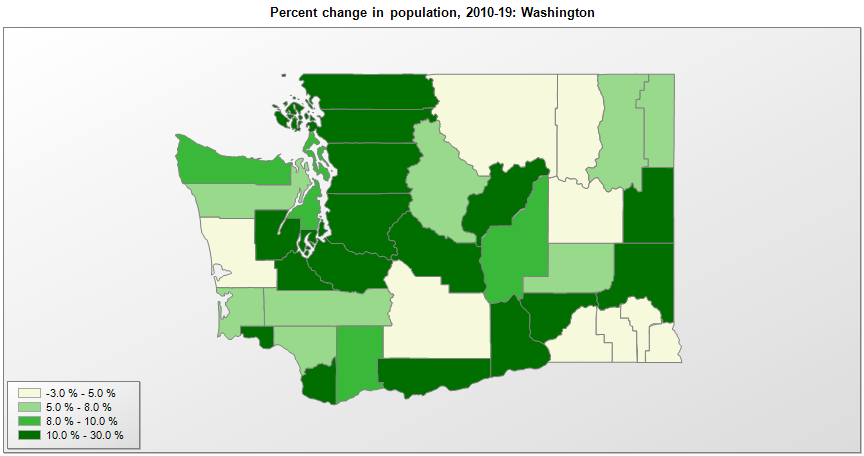 Percent change in population, 2010-19: Washington
-3.0 % - 5.0 %
5.0 % - 8.0 %
8.0 % - 10.0 %
10.0 % - 30.0 %